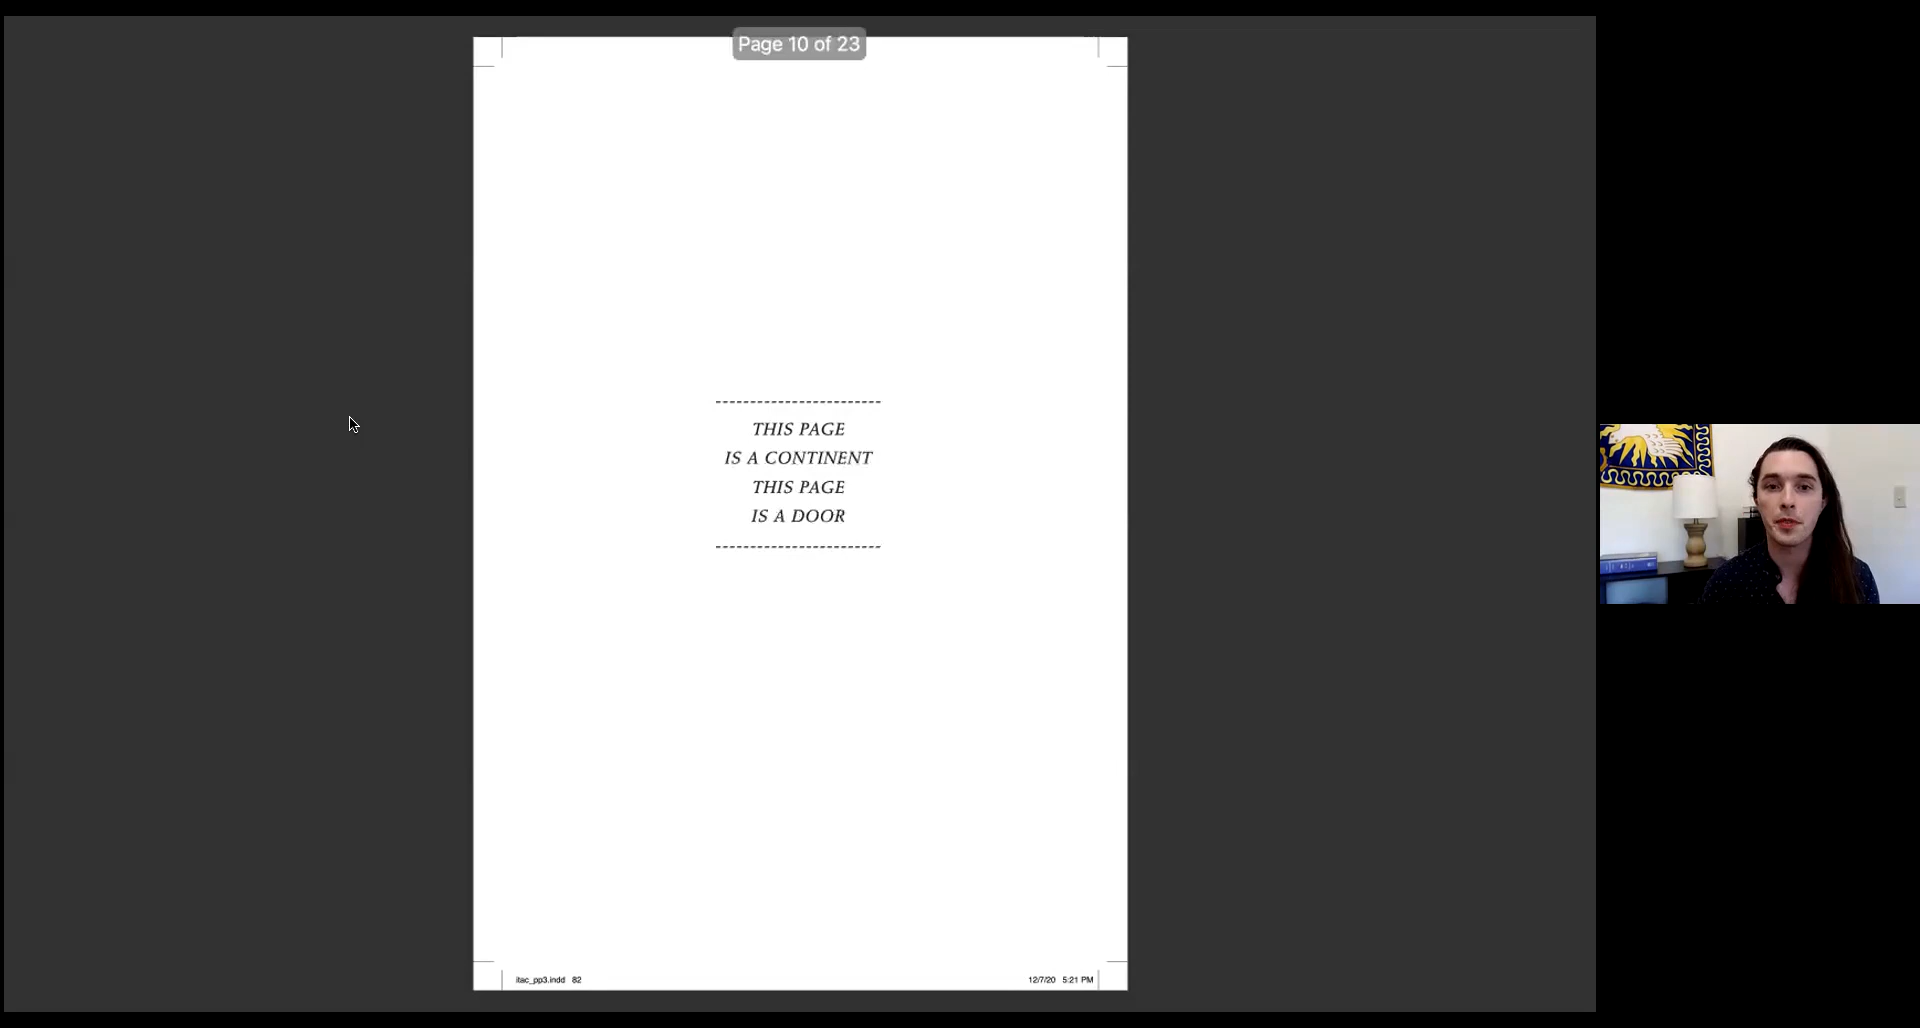 Page 10 of 23
THIS PAGE
IS A CONTINENT
THIS PAGE
IS A DOOR
itac_pp3.indd 82
12/7/20 5:21 PM